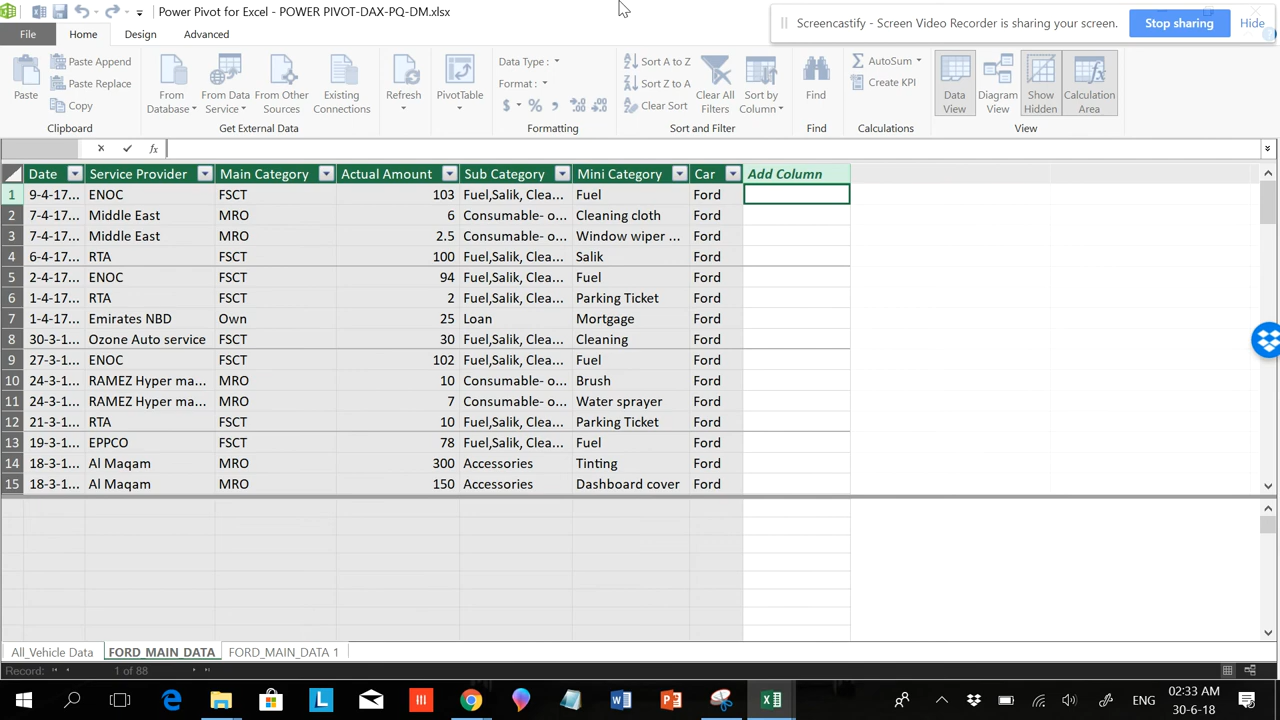 Power Pivot for Excel - POWER PIVOT-DAX-PQ-DM.xlsx
Screencastify - Screen Video Recorder is sharing your screen. Stop sharing Hide
File Home Design Advanced
Paste
Paste Append
Paste Replace
Copy
Clipboard
From Database
From Data Service
From Other Sources
Existing Connections
Get External Data
Refresh
PivotTable
Data Type :
Format :
$ % ,
Formatting
Sort A to Z
Sort Z to A
Clear Sort
Clear All Filters
Sort by Column
Sort and Filter
Find
Find
AutoSum
Create KPI
Calculations
Data View
Diagram View
Show Hidden
Calculation Area
View
fx
Date Service Provider Main Category Actual Amount Sub Category Mini Category Car Add Column
1 9-4-17... ENOC FSCT 103 Fuel,Salik, Clea... Fuel Ford
2 7-4-17... Middle East MRO 6 Consumable- o... Cleaning cloth Ford
3 7-4-17... Middle East MRO 2.5 Consumable- o... Window wiper ... Ford
4 6-4-17... RTA FSCT 100 Fuel,Salik, Clea... Salik Ford
5 2-4-17... ENOC FSCT 94 Fuel,Salik, Clea... Fuel Ford
6 1-4-17... RTA FSCT 2 Fuel,Salik, Clea... Parking Ticket Ford
7 1-4-17... Emirates NBD Own 25 Loan Mortgage Ford
8 30-3-1... Ozone Auto service FSCT 30 Fuel,Salik, Clea... Cleaning Ford
9 27-3-1... ENOC FSCT 102 Fuel,Salik, Clea... Fuel Ford
10 24-3-1... RAMEZ Hyper ma... MRO 10 Consumable- o... Brush Ford
11 24-3-1... RAMEZ Hyper ma... MRO 7 Consumable- o... Water sprayer Ford
12 21-3-1... RTA FSCT 10 Fuel,Salik, Clea... Parking Ticket Ford
13 19-3-1... EPPCO FSCT 78 Fuel,Salik, Clea... Fuel Ford
14 18-3-1... Al Maqam MRO 300 Accessories Tinting Ford
15 18-3-1... Al Maqam MRO 150 Accessories Dashboard cover Ford
All_Vehicle Data FORD_MAIN_DATA FORD_MAIN_DATA 1
Record: 1 of 88
ENG 02:33 AM
30-6-18